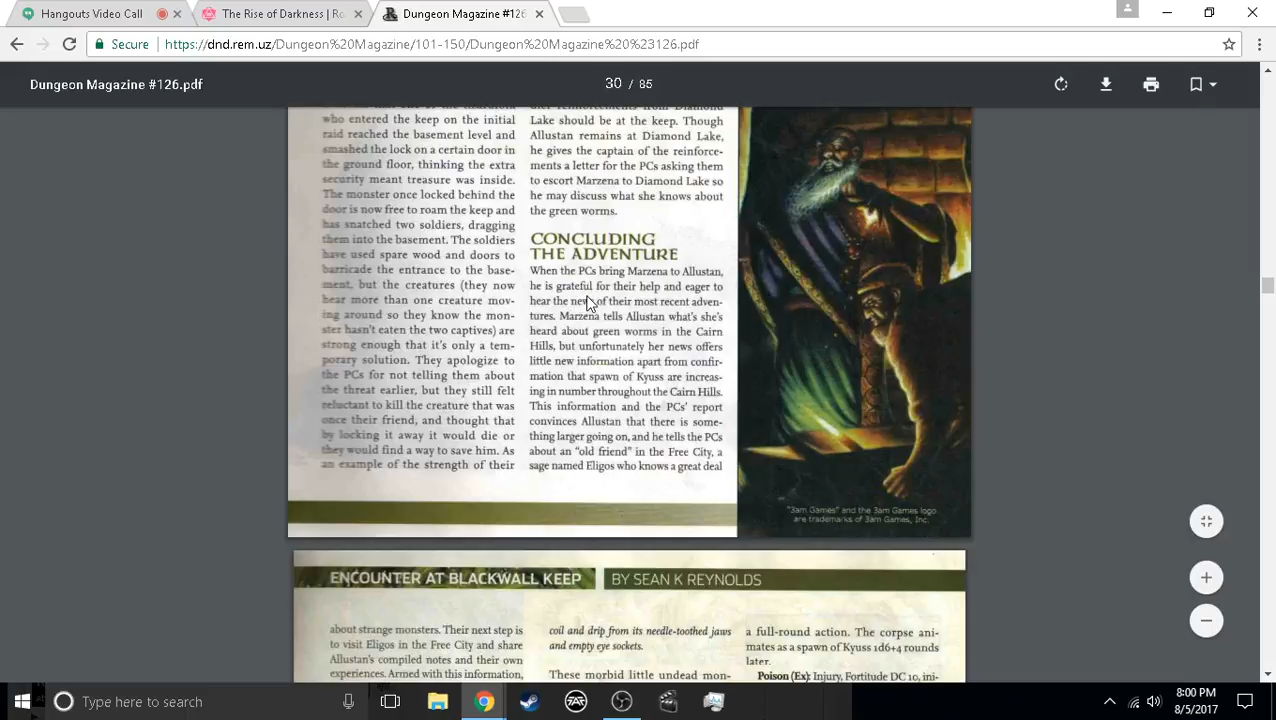 Hangouts Video Call
The Rise of Darkness | Ro
Dungeon Magazine #126
Secure
https://dnd.rem.uz/Dungeon%20Magazine/101-150/Dungeon%20Magazine%20%23126.pdf
Dungeon Magazine #126.pdf
30 / 85
who entered the keep on the initial
raid reached the basement level and
smashed the lock on a certain door in
the ground floor, thinking the extra
security meant treasure was inside.
The monster once locked behind the
door is now free to roam the keep and
has snatched two soldiers, dragging
them into the basement. The soldiers
have used spare wood and doors to
barricade the entrance to the base-
ment, but the creatures (they now
hear more than one creature mov-
ing around so they know the mon-
ster hasn't eaten the two captives) are
strong enough that it's only a tem-
porary solution. They apologize to
the PCs for not telling them about
the threat earlier, but they still felt
reluctant to kill the creature that was
once their friend, and thought that
by locking it away it would die or
they would find a way to save him. As
an example of the strength of their
dier reinforcements from Diamond
Lake should be at the keep. Though
Allustan remains at Diamond Lake,
he gives the captain of the reinforce-
ments a letter for the PCs asking them
to escort Marzena to Diamond Lake so
he may discuss what she knows about
the green worms.
CONCLUDING
THE ADVENTURE
When the PCs bring Marzena to Allustan,
he is grateful for their help and eager to
hear the news of their most recent adven-
tures. Marzena tells Allustan what's she's
heard about green worms in the Cairn
Hills, but unfortunately her news offers
little new information apart from confir-
mation that spawn of Kyuss are increas-
ing in number throughout the Cairn Hills.
This information and the PCs' report
convinces Allustan that there is some-
thing larger going on, and he tells the PCs
about an "old friend" in the Free City, a
sage named Eligos who knows a great deal
"3am Games" and the 3am Games logo
are trademarks of 3am Games, Inc.
ENCOUNTER AT BLACKWALL KEEP
BY SEAN K REYNOLDS
about strange monsters. Their next step is
to visit Eligos in the Free City and share
Allustan's compiled notes and their own
experiences. Armed with this information,
coil and drip from its needle-toothed jaws
and empty eye sockets.
These morbid little undead mon-
a full-round action. The corpse ani-
mates as a spawn of Kyuss 1d6+4 rounds
later.
Poison (Ex): Injury, Fortitude DC 10, ini-
Type here to search
8:00 PM
8/5/2017